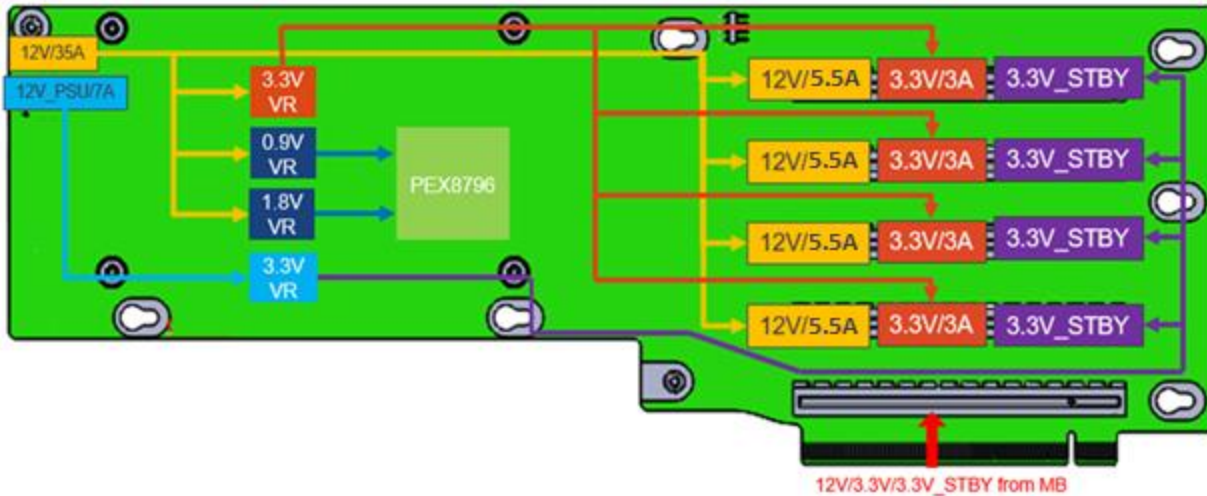 12V/35A
12V_PSU/7A
3.3V
VR
0.9V
VR
1.8V
VR
3.3V
VR
PEX8796
12V/5.5A 3.3V/3A 3.3V_STBY
12V/5.5A 3.3V/3A 3.3V_STBY
12V/5.5A 3.3V/3A 3.3V_STBY
12V/5.5A 3.3V/3A 3.3V_STBY
12V/3.3V/3.3V_STBY from MB